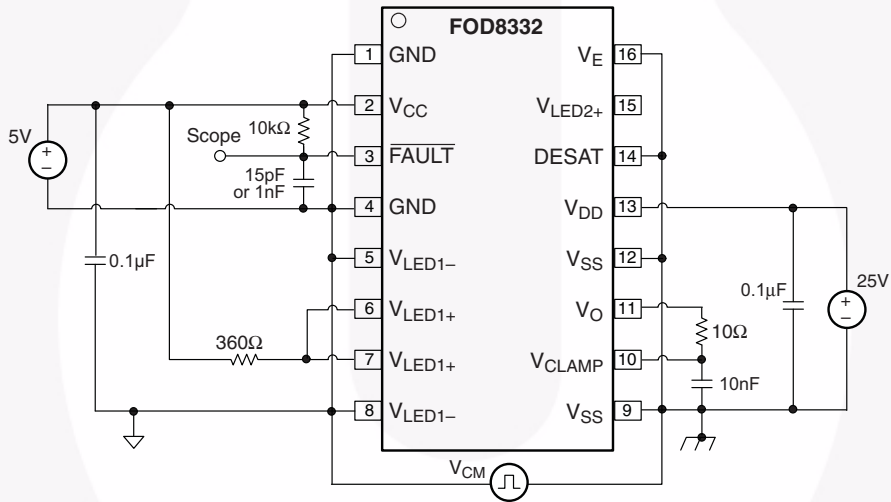 FOD8332
1 GND
2 VCC
3 FAULT
4 GND
5 VLED1–
6 VLED1+
7 VLED1+
8 VLED1–
VE 16
VLED2+ 15
DESAT 14
VDD 13
VSS 12
VO 11
VCLAMP 10
VSS 9
5V
+
–
Scope
10kΩ
15pF
or 1nF
0.1µF
360Ω
0.1µF
25V
+
–
10Ω
10nF
VCM